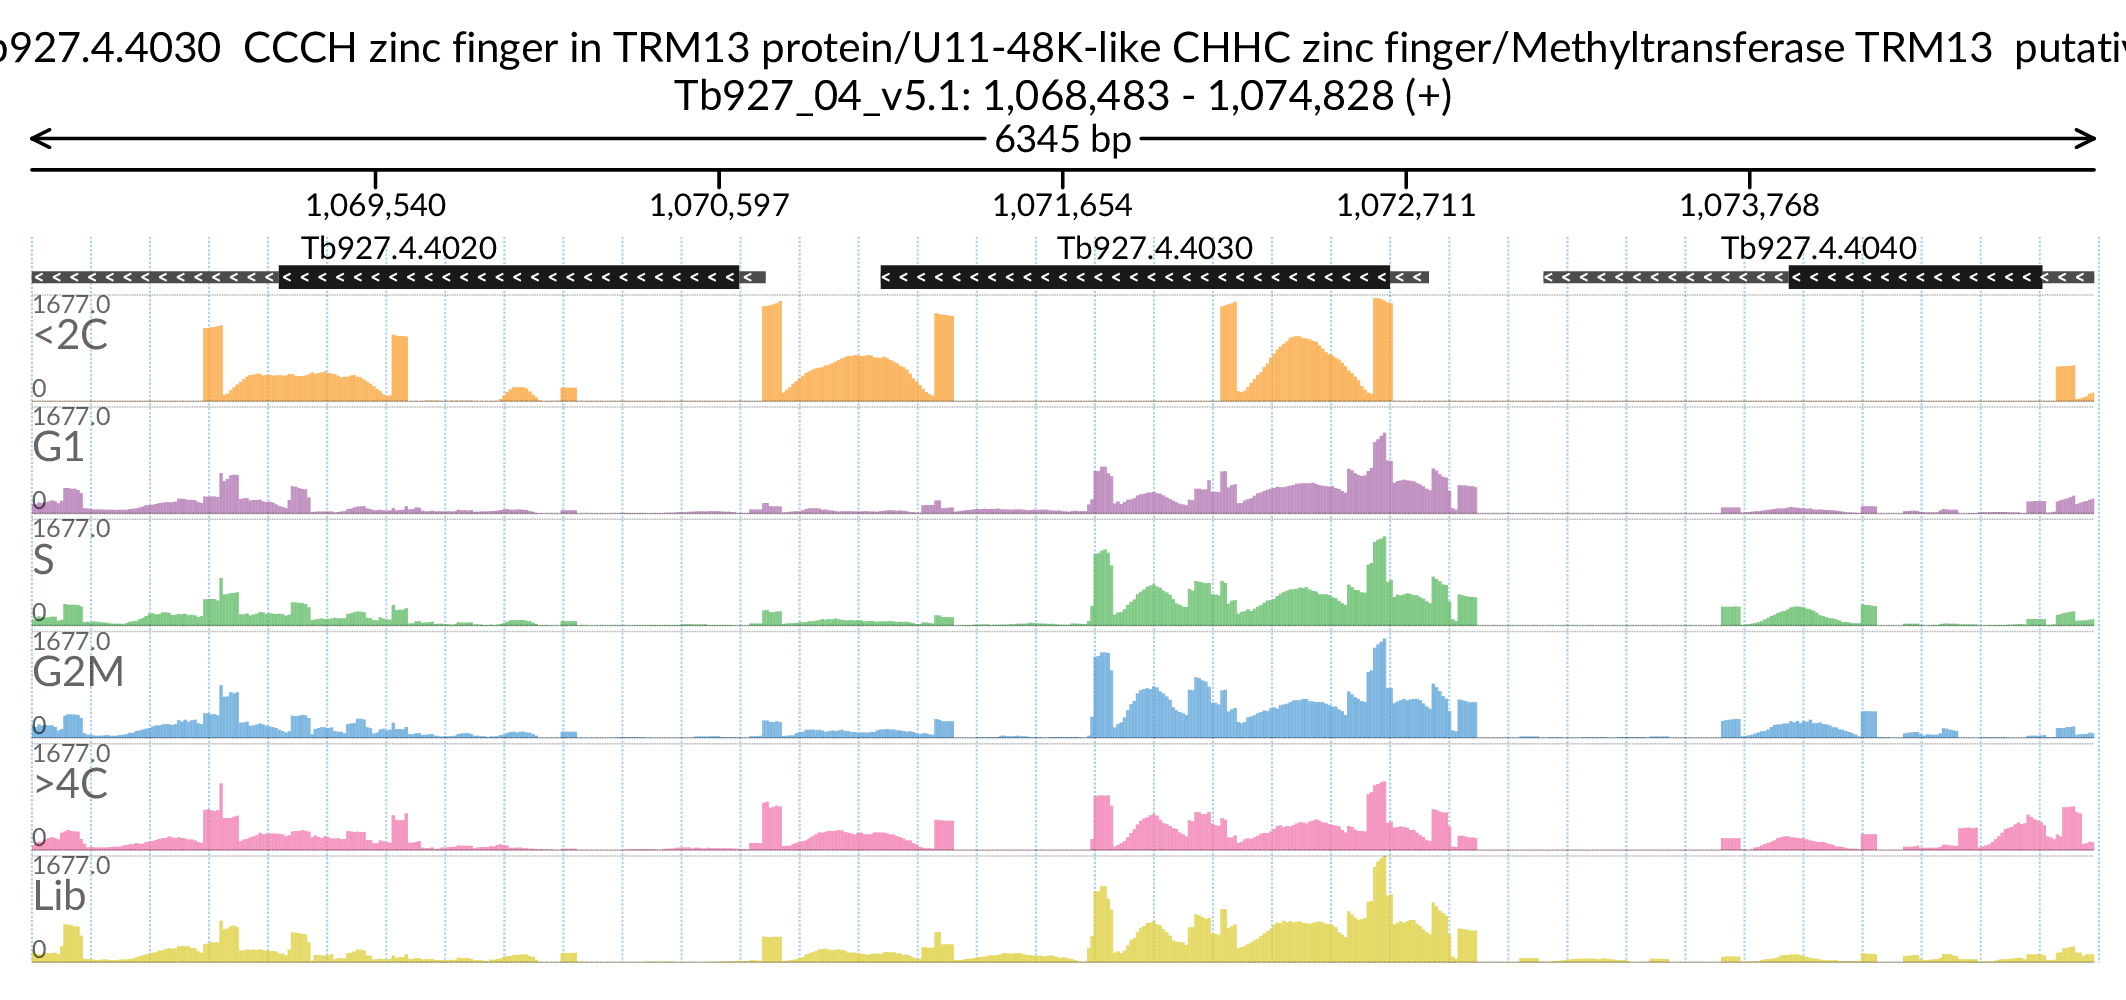 b927.4.4030 CCCH zinc finger in TRM13 protein/U11-48K-like CHHC zinc finger/Methyltransferase TRM13 putativ
Tb927_04_v5.1: 1,068,483 - 1,074,828 (+)
6345 bp
1,069,540 1,070,597 1,071,654 1,072,711 1,073,768
Tb927.4.4020 Tb927.4.4030 Tb927.4.4040
1677.0
<2C
0
1677.0
G1
0
1677.0
S
0
1677.0
G2M
0
1677.0
>4C
0
1677.0
Lib
0